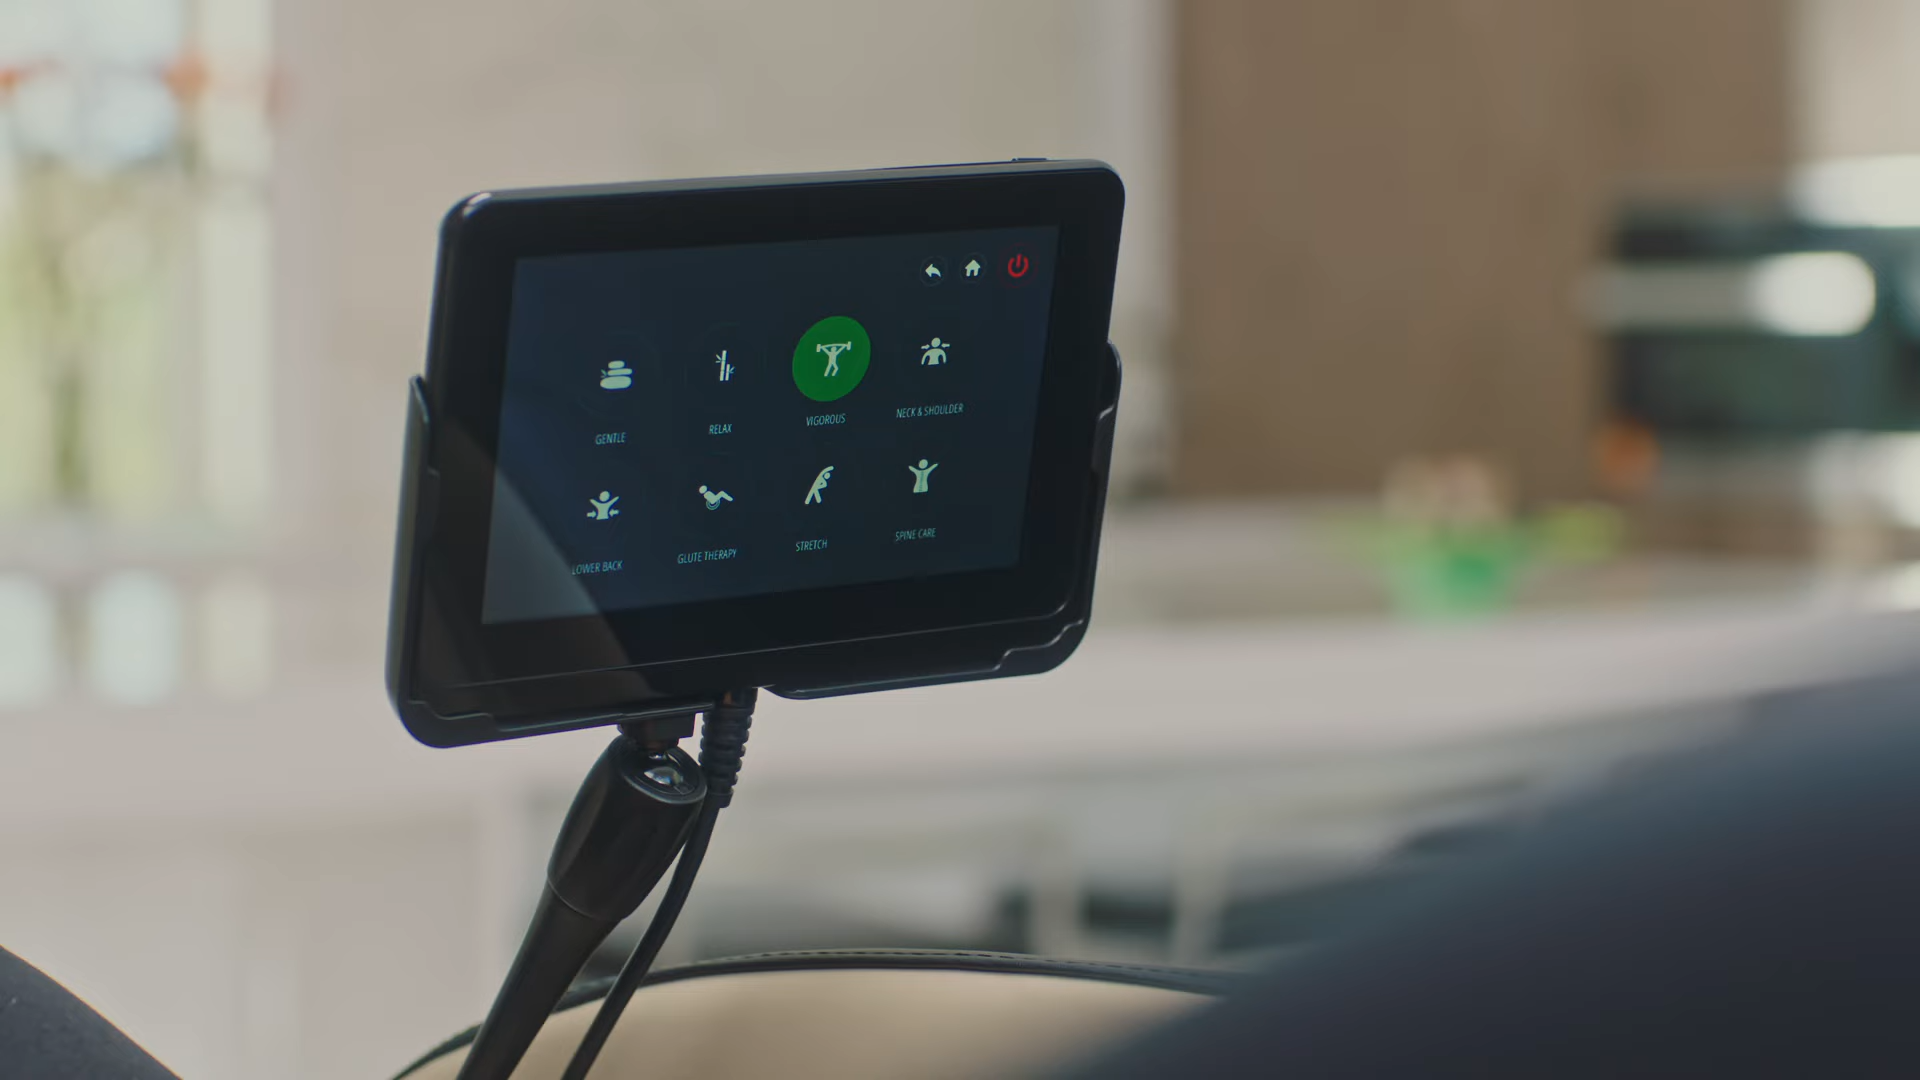 GENTLE
RELAX
VIGOROUS
NECK & SHOULDER
LOWER BACK
GLUTE THERAPY
STRETCH
SPINE CARE